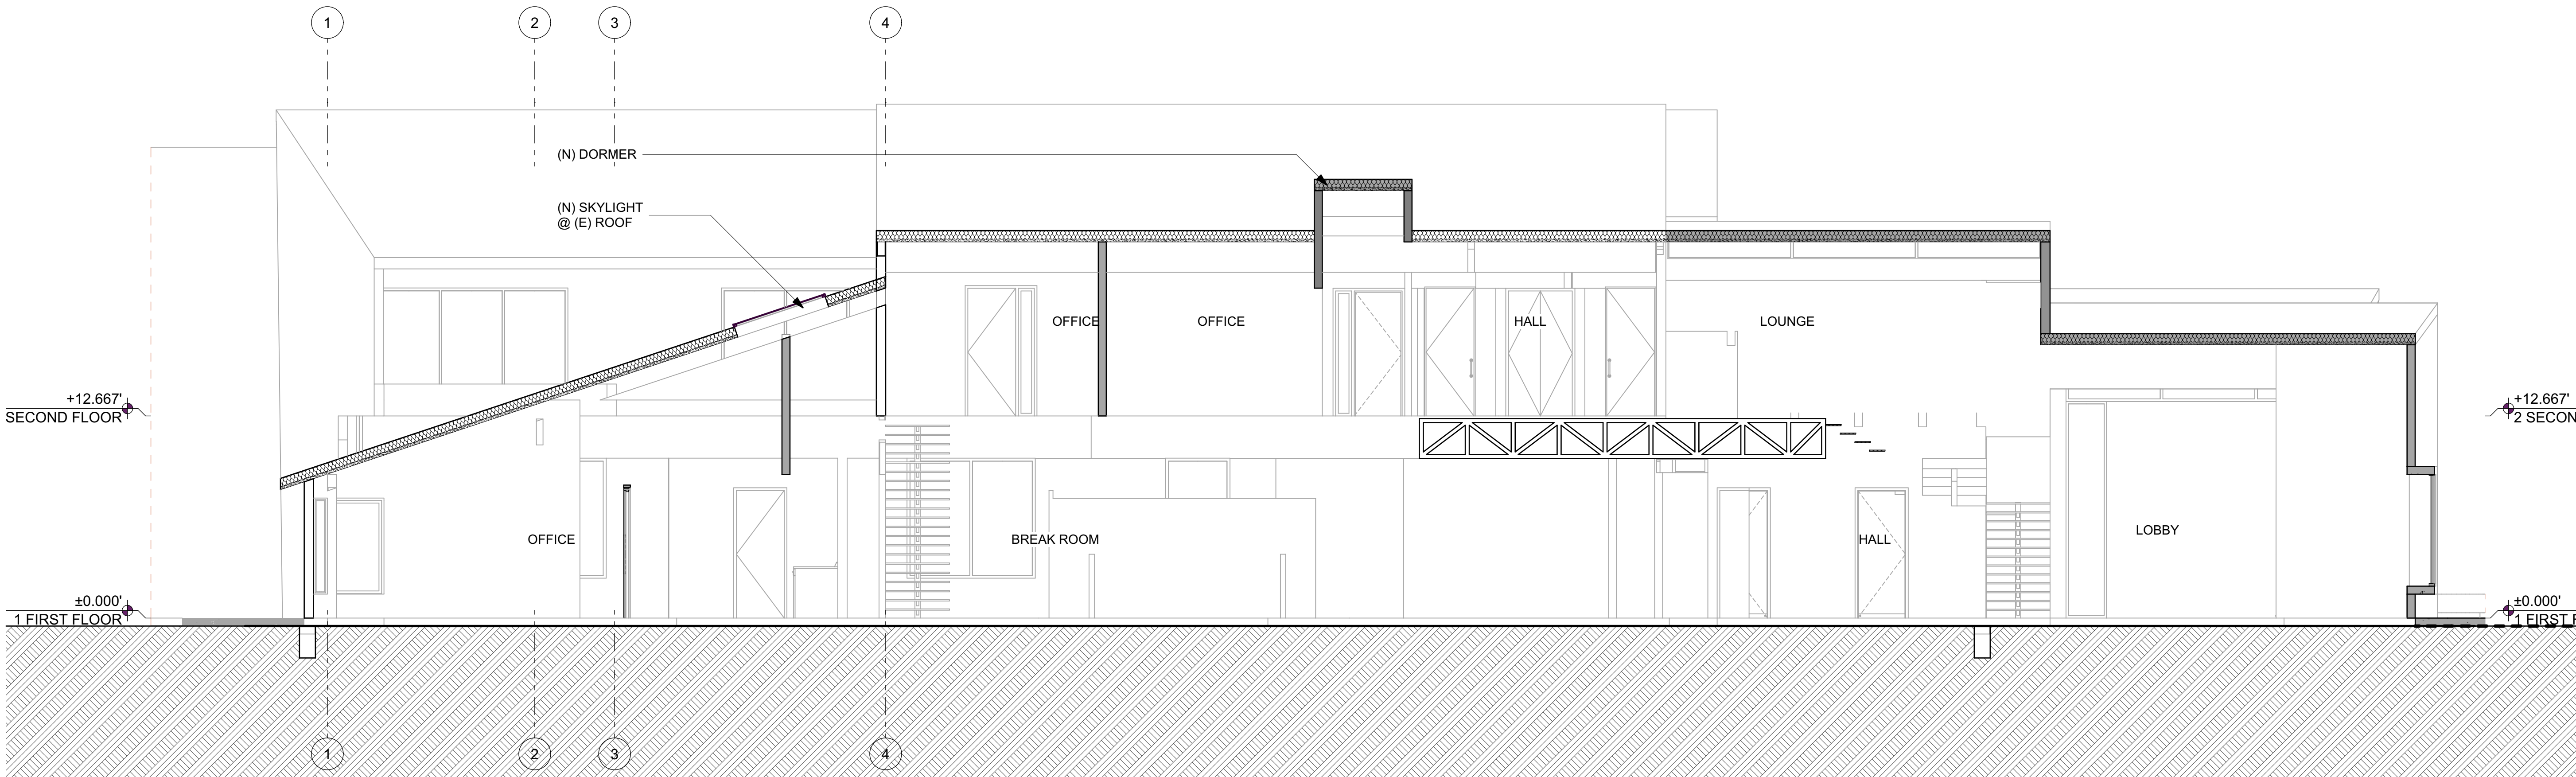 1 2 3 4
(N) DORMER
(N) SKYLIGHT
@ (E) ROOF
OFFICE OFFICE HALL LOUNGE
+12.667'
SECOND FLOOR
+12.667'
2 SECON
OFFICE BREAK ROOM HALL LOBBY
±0.000'
1 FIRST FLOOR
±0.000'
1 FIRST F
1 2 3 4